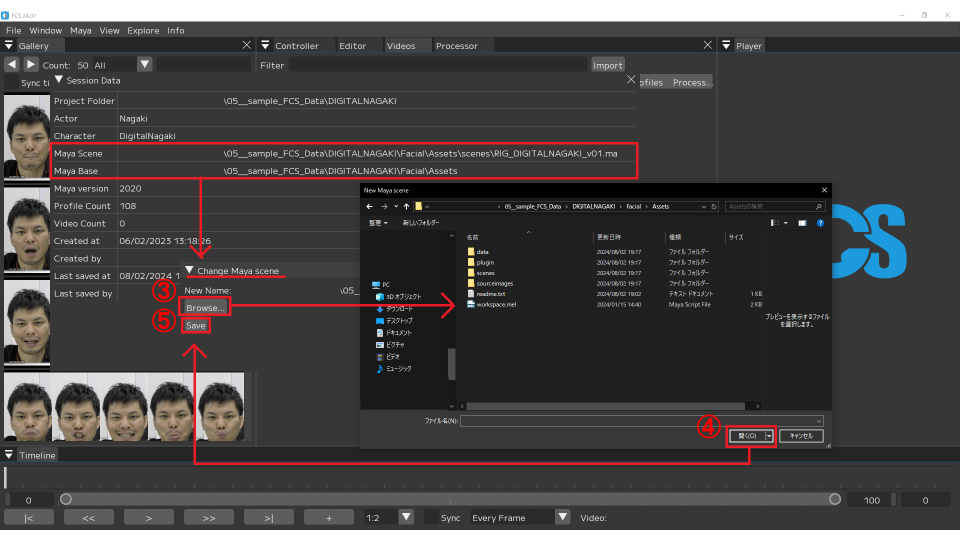 FCS 24.07
File Window Maya View Explore Info
Gallery
Controller Editor Videos Processor
Player
Count: 50 All
Filter
Import
Sync ti
Session Data
ofiles Process...
Project Folder \05__sample_FCS_Data\DIGITALNAGAKI
Actor Nagaki
Character DigitalNagaki
Maya Scene \05__sample_FCS_Data\DIGITALNAGAKI\Facial\Assets\scenes\RIG_DIGITALNAGAKI_v01.ma
Maya Base \05__sample_FCS_Data\DIGITALNAGAKI\Facial\Assets
Maya version 2020
Profile Count 108
Video Count 0
Created at 06/02/2023 13:18:26
Created by
Last saved at 08/02/2024 1
Last saved by
Change Maya scene
③
New Name: \05_
Browse...
⑤
Save
New Maya scene
05_sample_FCS_Data › DIGITALNAGAKI › Facial › Assets
Assetsの検索
整理 新しいフォルダー
名前 更新日時 種類 サイズ
data 2024/08/02 19:17 ファイル フォルダー
plugin 2024/08/02 19:17 ファイル フォルダー
scenes 2024/08/02 19:17 ファイル フォルダー
sourceimages 2024/08/02 19:17 ファイル フォルダー
readme.txt 2024/08/02 19:02 テキスト ドキュメント 1 KB
workspace.mel 2024/01/15 14:40 Maya Script File 2 KB
PC
3D オブジェクト
ダウンロード
デスクトップ
ドキュメント
ピクチャ
ビデオ
ミュージック
プレビューを表示するファイル
を選択します。
ファイル名(N):
④
開く(O)
キャンセル
CS
Timeline
0 100 0
|< << > >> >| + 1:2 Sync Every Frame Video: